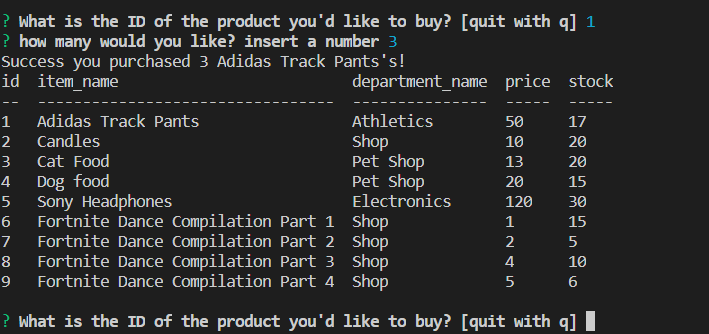 ? What is the ID of the product you'd like to buy? [quit with q] 1
? how many would you like? insert a number 3
Success you purchased 3 Adidas Track Pants's!
id  item_name                         department_name  price  stock
--  --------------------------------  ---------------  -----  -----
1   Adidas Track Pants                Athletics        50     17
2   Candles                           Shop             10     20
3   Cat Food                          Pet Shop         13     20
4   Dog food                          Pet Shop         20     15
5   Sony Headphones                   Electronics      120    30
6   Fortnite Dance Compilation Part 1  Shop             1      15
7   Fortnite Dance Compilation Part 2  Shop             2      5
8   Fortnite Dance Compilation Part 3  Shop             4      10
9   Fortnite Dance Compilation Part 4  Shop             5      6
? What is the ID of the product you'd like to buy? [quit with q]